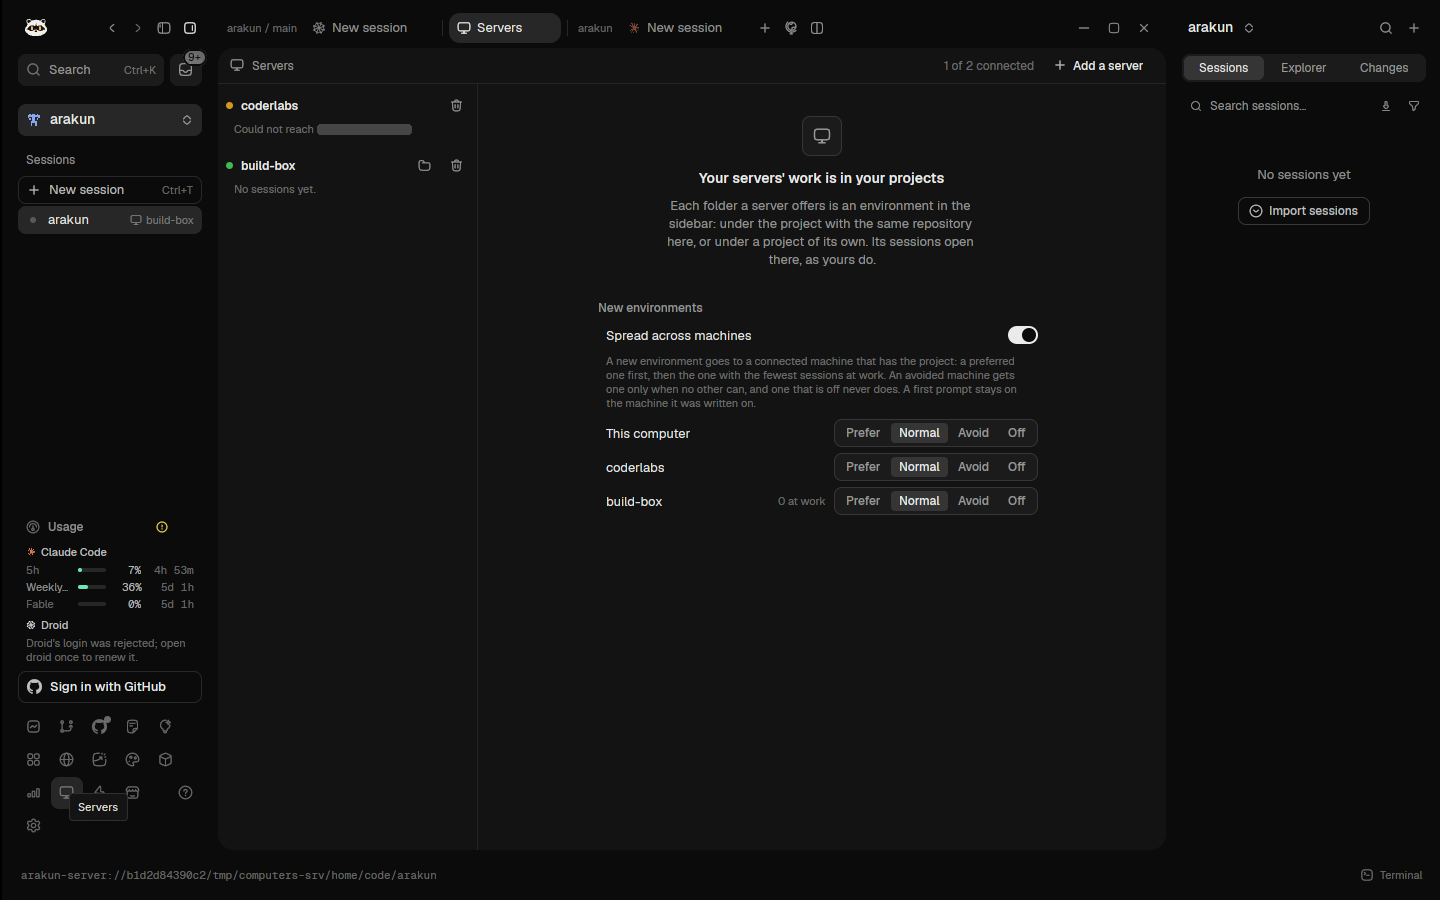 arakun / main
New session
Servers
arakun
New session
arakun
Search
Ctrl+K
9+
arakun
Sessions
New session
Ctrl+T
arakun
build-box
Servers
1 of 2 connected
Add a server
coderlabs
Could not reach
build-box
No sessions yet.
Your servers' work is in your projects
Each folder a server offers is an environment in the
sidebar: under the project with the same repository
here, or under a project of its own. Its sessions open
there, as yours do.
New environments
Spread across machines
A new environment goes to a connected machine that has the project: a preferred
one first, then the one with the fewest sessions at work. An avoided machine gets
one only when no other can, and one that is off never does. A first prompt stays on
the machine it was written on.
This computer
Prefer
Normal
Avoid
Off
coderlabs
Prefer
Normal
Avoid
Off
build-box
0 at work
Prefer
Normal
Avoid
Off
Sessions
Explorer
Changes
Search sessions...
No sessions yet
Import sessions
Usage
Claude Code
5h
7%
4h 53m
Weekly...
36%
5d 1h
Fable
0%
5d 1h
Droid
Droid's login was rejected; open
droid once to renew it.
Sign in with GitHub
Servers
arakun-server://b1d2d84390c2/tmp/computers-srv/home/code/arakun
Terminal